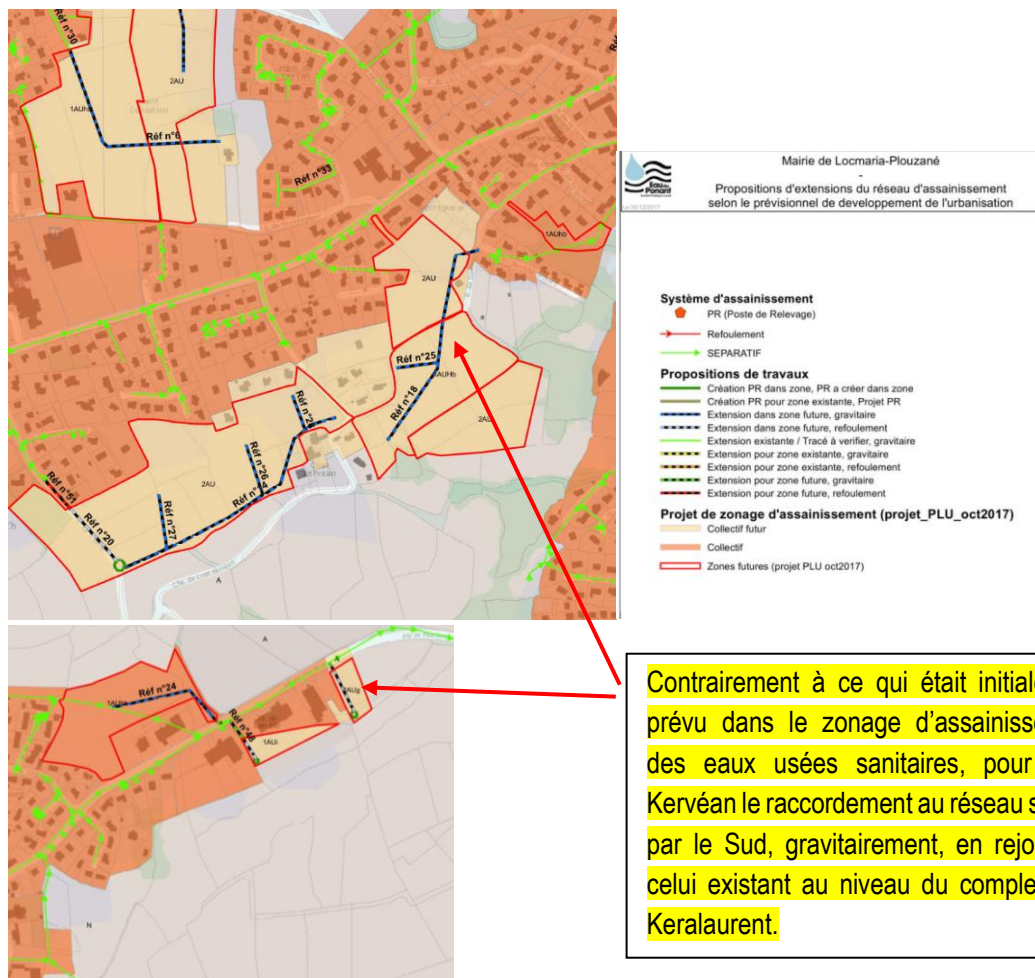 Réf n°30
2AU
1AUhb
Réf n°6
Réf n°33
1AUhb
2AU
Réf n°25
1AUHb
Réf n°18
2AU
Réf n°26
2AU
Réf n°51
Réf n°20
Réf n°27
A
Mairie de Locmaria-Plouzané
-
Propositions d'extensions du réseau d'assainissement
selon le prévisionnel de developpement de l'urbanisation
Eau du
Ponant
Système d'assainissement
PR (Poste de Relevage)
Refoulement
SEPARATIF
Propositions de travaux
Création PR dans zone, PR a créer dans zone
Création PR pour zone existante, Projet PR
Extension dans zone future, gravitaire
Extension dans zone future, refoulement
Extension existante / Tracé à verifier, gravitaire
Extension pour zone existante, gravitaire
Extension pour zone existante, refoulement
Extension pour zone future, gravitaire
Extension pour zone future, refoulement
Projet de zonage d'assainissement (projet_PLU_oct2017)
Collectif futur
Collectif
Zones futures (projet PLU oct2017)
A
Réf n°24
Réf n°48
1AUi
N
Contrairement à ce qui était initiale
prévu dans le zonage d'assainisse
des eaux usées sanitaires, pour
Kervéan le raccordement au réseau s
par le Sud, gravitairement, en rejo
celui existant au niveau du comple
Keralaurent.